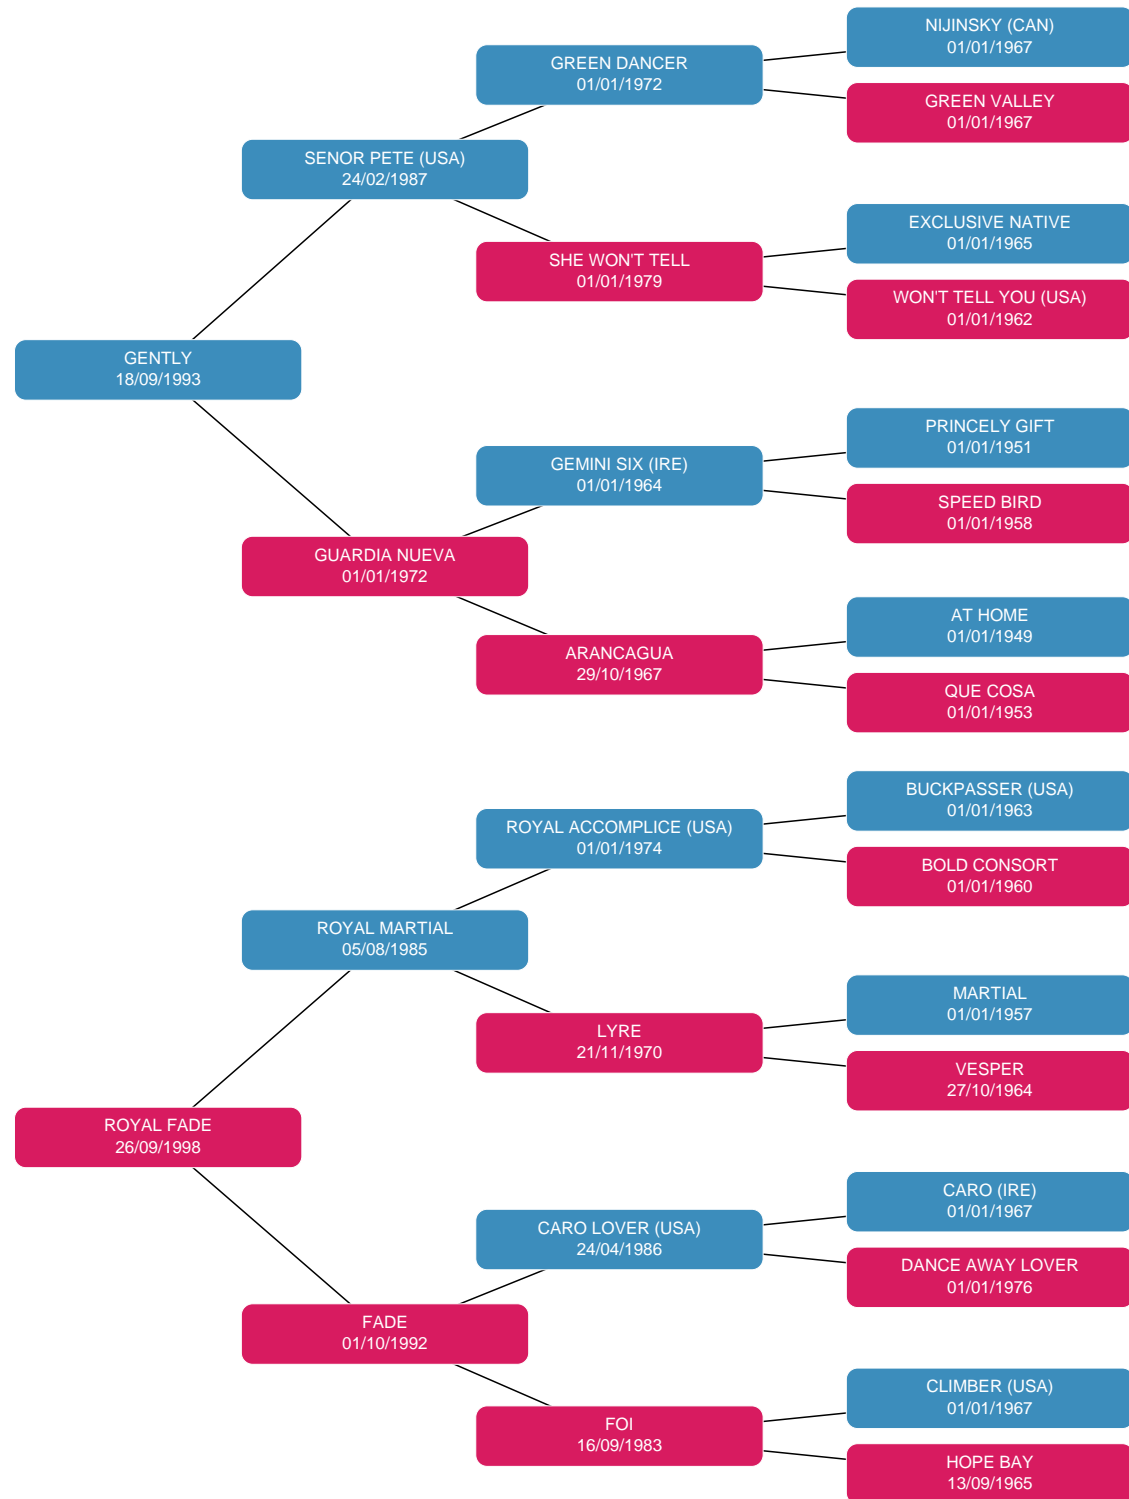 NIJINSKY (CAN)
01/01/1967
GREEN DANCER
01/01/1972
GREEN VALLEY
01/01/1967
SENOR PETE (USA)
24/02/1987
EXCLUSIVE NATIVE
01/01/1965
SHE WON'T TELL
01/01/1979
WON'T TELL YOU (USA)
01/01/1962
GENTLY
18/09/1993
PRINCELY GIFT
01/01/1951
GEMINI SIX (IRE)
01/01/1964
SPEED BIRD
01/01/1958
GUARDIA NUEVA
01/01/1972
AT HOME
01/01/1949
ARANCAGUA
29/10/1967
QUE COSA
01/01/1953
BUCKPASSER (USA)
01/01/1963
ROYAL ACCOMPLICE (USA)
01/01/1974
BOLD CONSORT
01/01/1960
ROYAL MARTIAL
05/08/1985
MARTIAL
01/01/1957
LYRE
21/11/1970
VESPER
27/10/1964
ROYAL FADE
26/09/1998
CARO (IRE)
01/01/1967
CARO LOVER (USA)
24/04/1986
DANCE AWAY LOVER
01/01/1976
FADE
01/10/1992
CLIMBER (USA)
01/01/1967
FOI
16/09/1983
HOPE BAY
13/09/1965